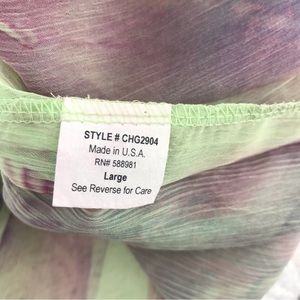 STYLE # CHG2904
Made in U.S.A.
RN# 588981
Large
See Reverse for Care